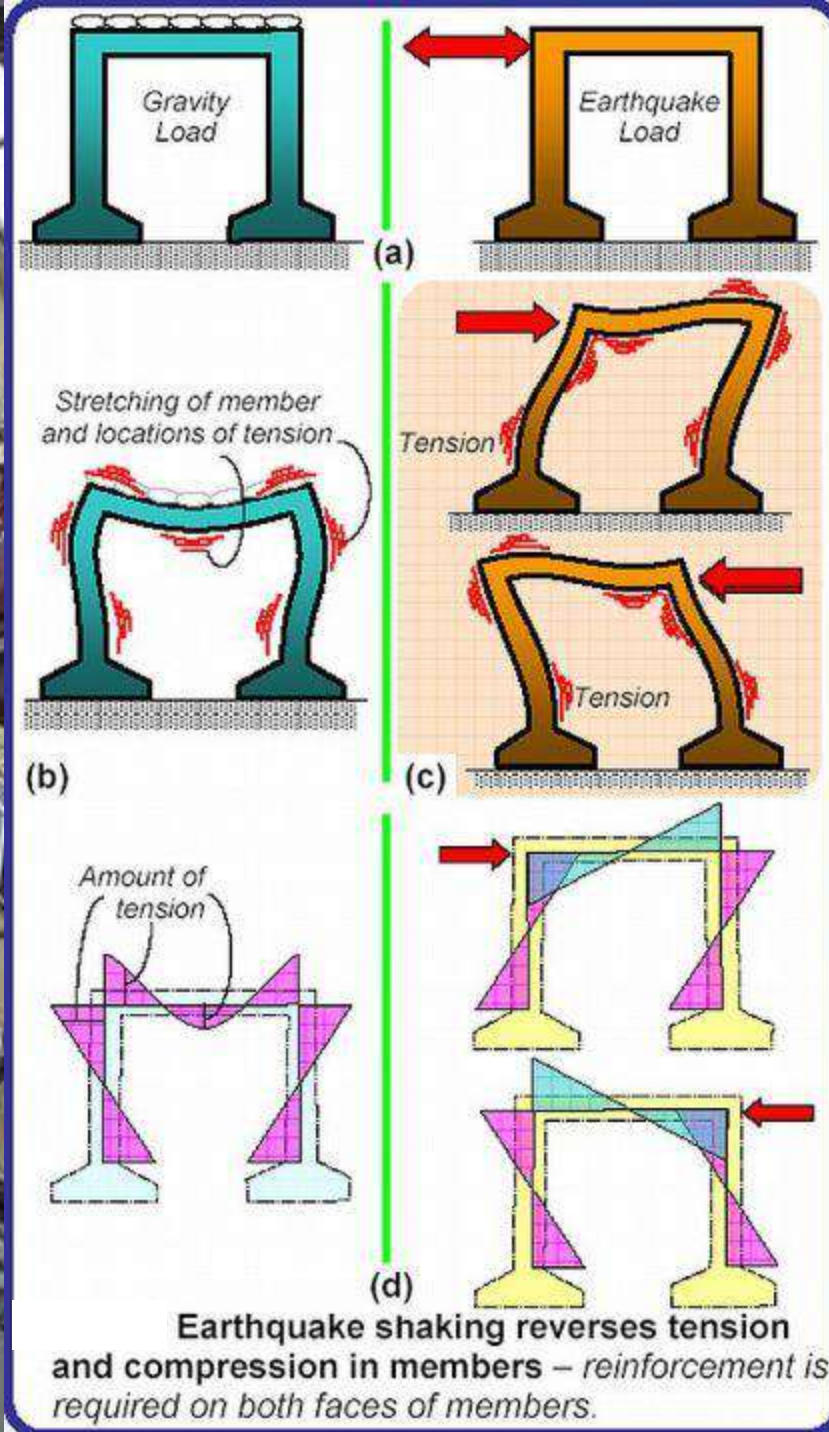 Gravity
Load
Earthquake
Load
(a)
Stretching of member
and locations of tension
Tension
Tension
(b)
(c)
Amount of
tension
(d)
Earthquake shaking reverses tension
and compression in members – reinforcement is
required on both faces of members.